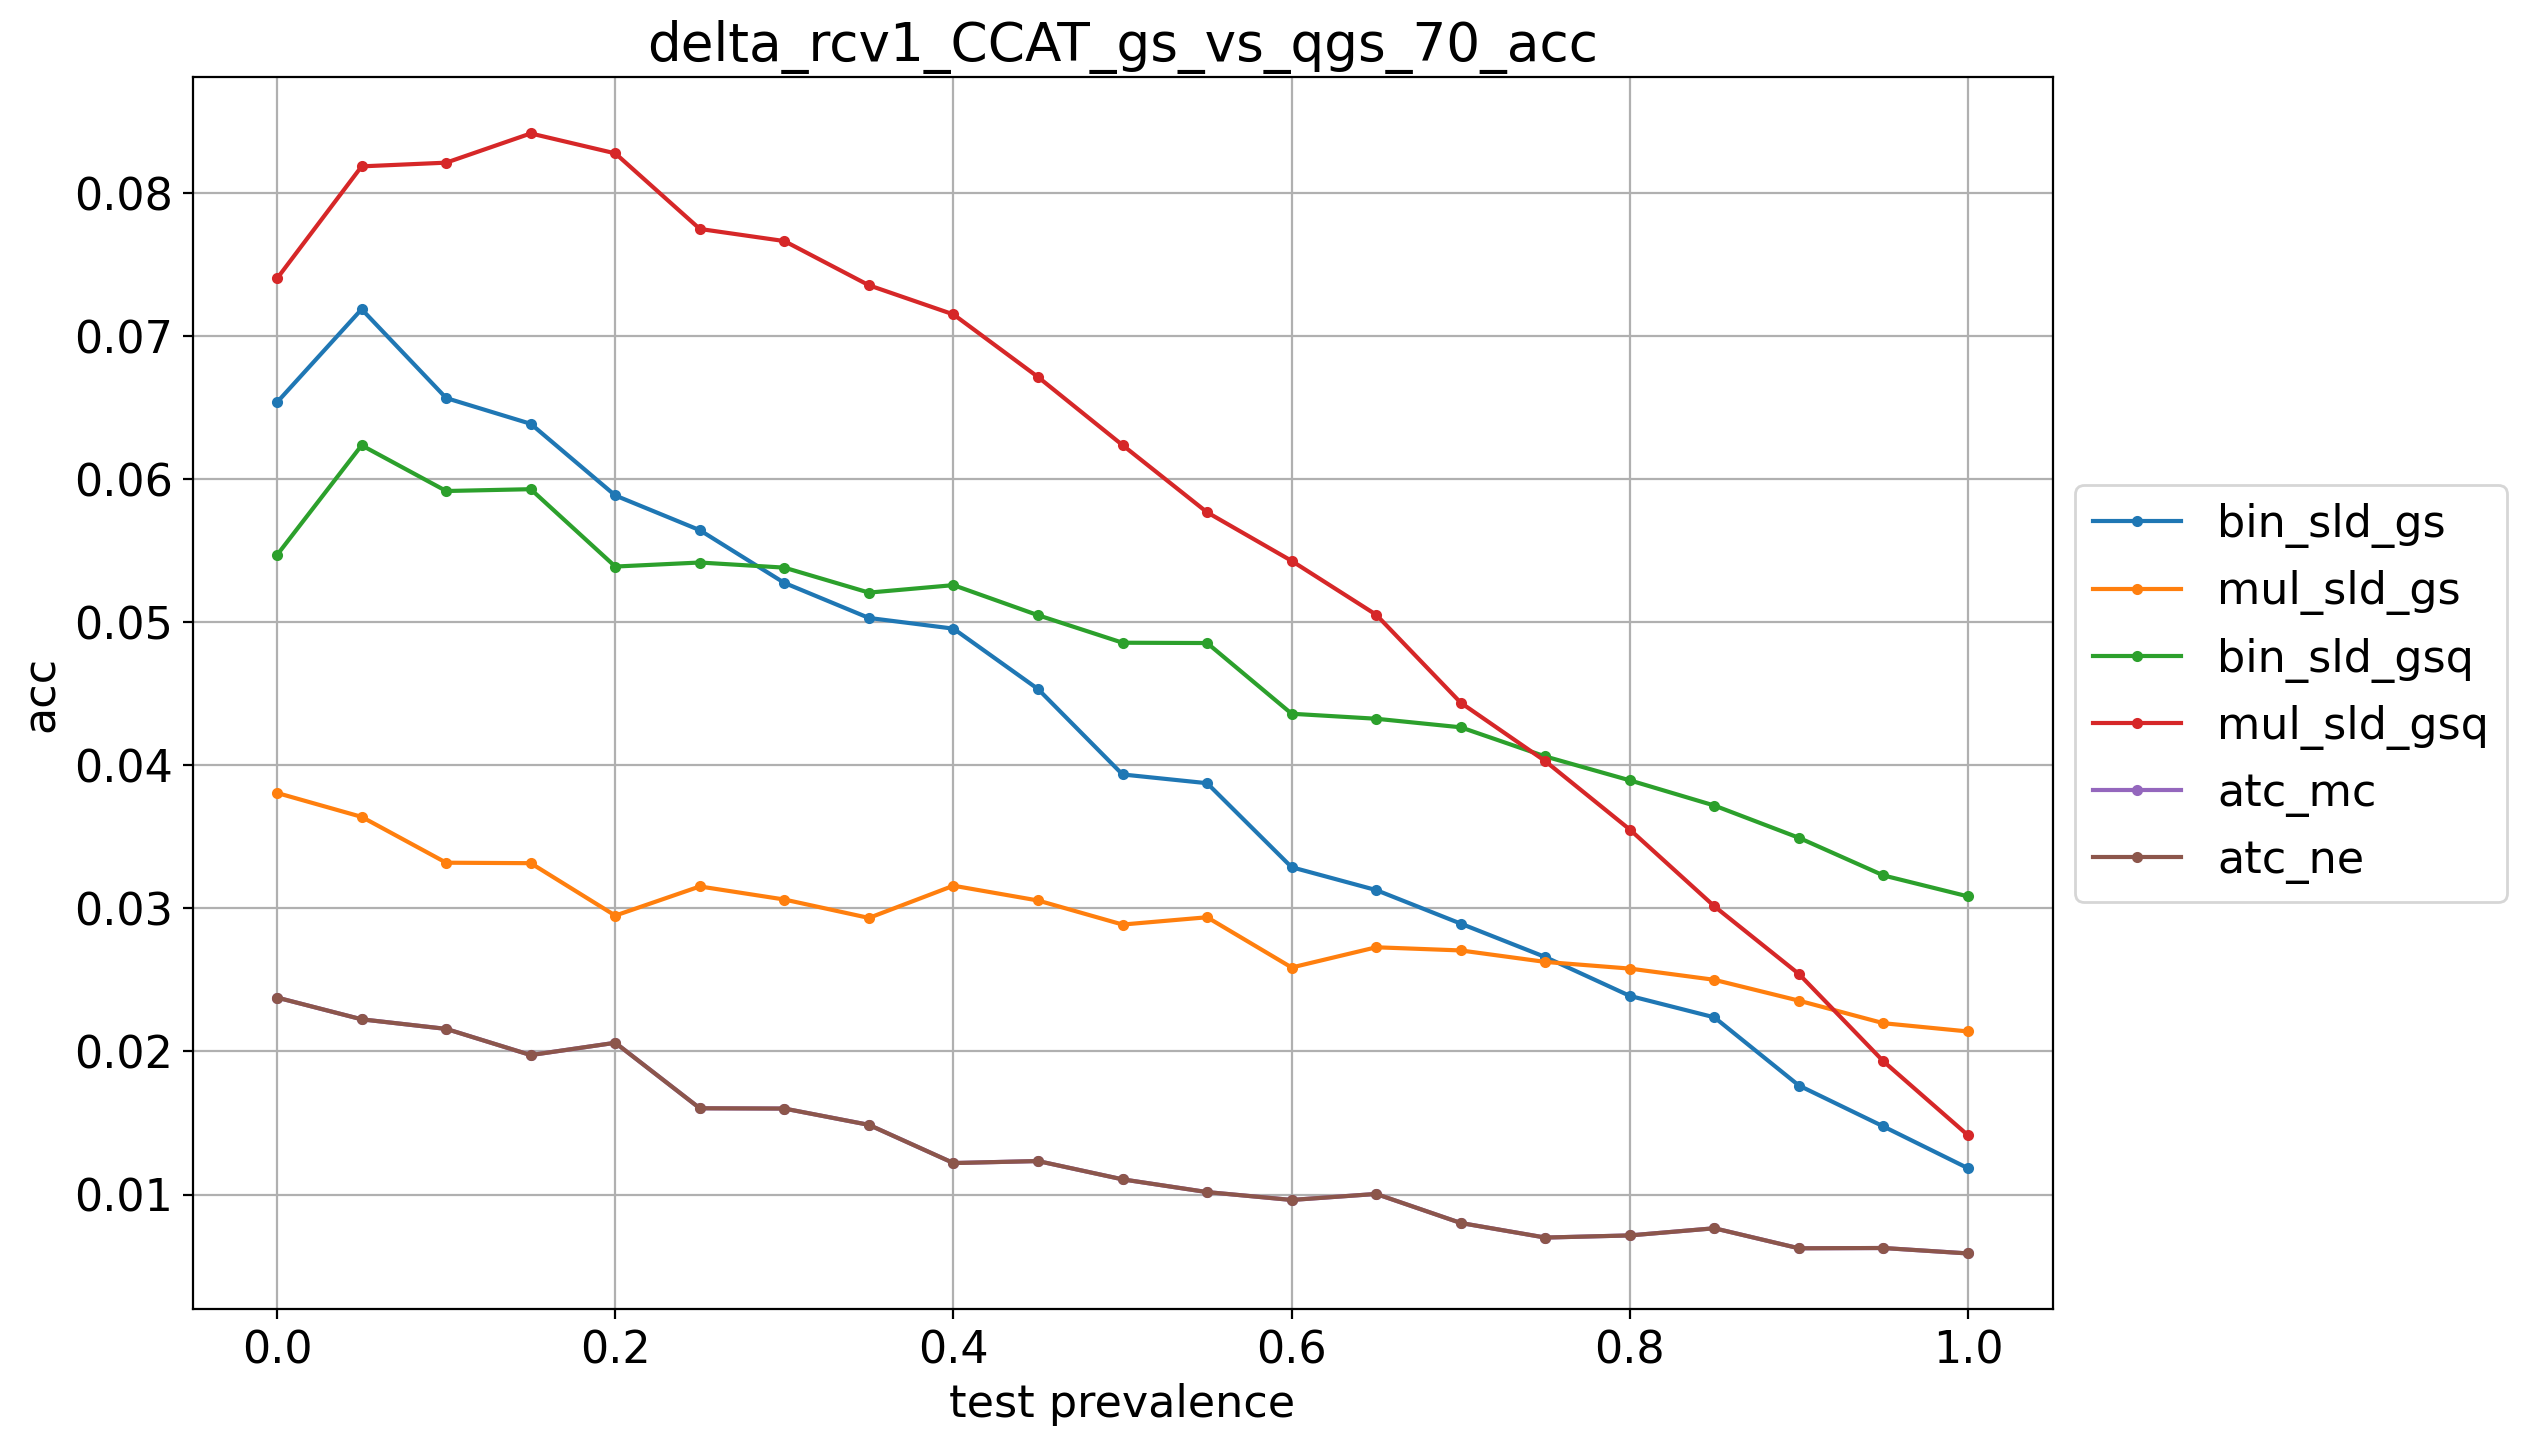 delta_rcv1_CCAT_gs_vs_qgs_70_acc
acc
0.08
0.07
0.06
0.05
0.04
0.03
0.02
0.01
0.0 0.2 0.4 0.6 0.8 1.0
test prevalence
bin_sld_gs
mul_sld_gs
bin_sld_gsq
mul_sld_gsq
atc_mc
atc_ne